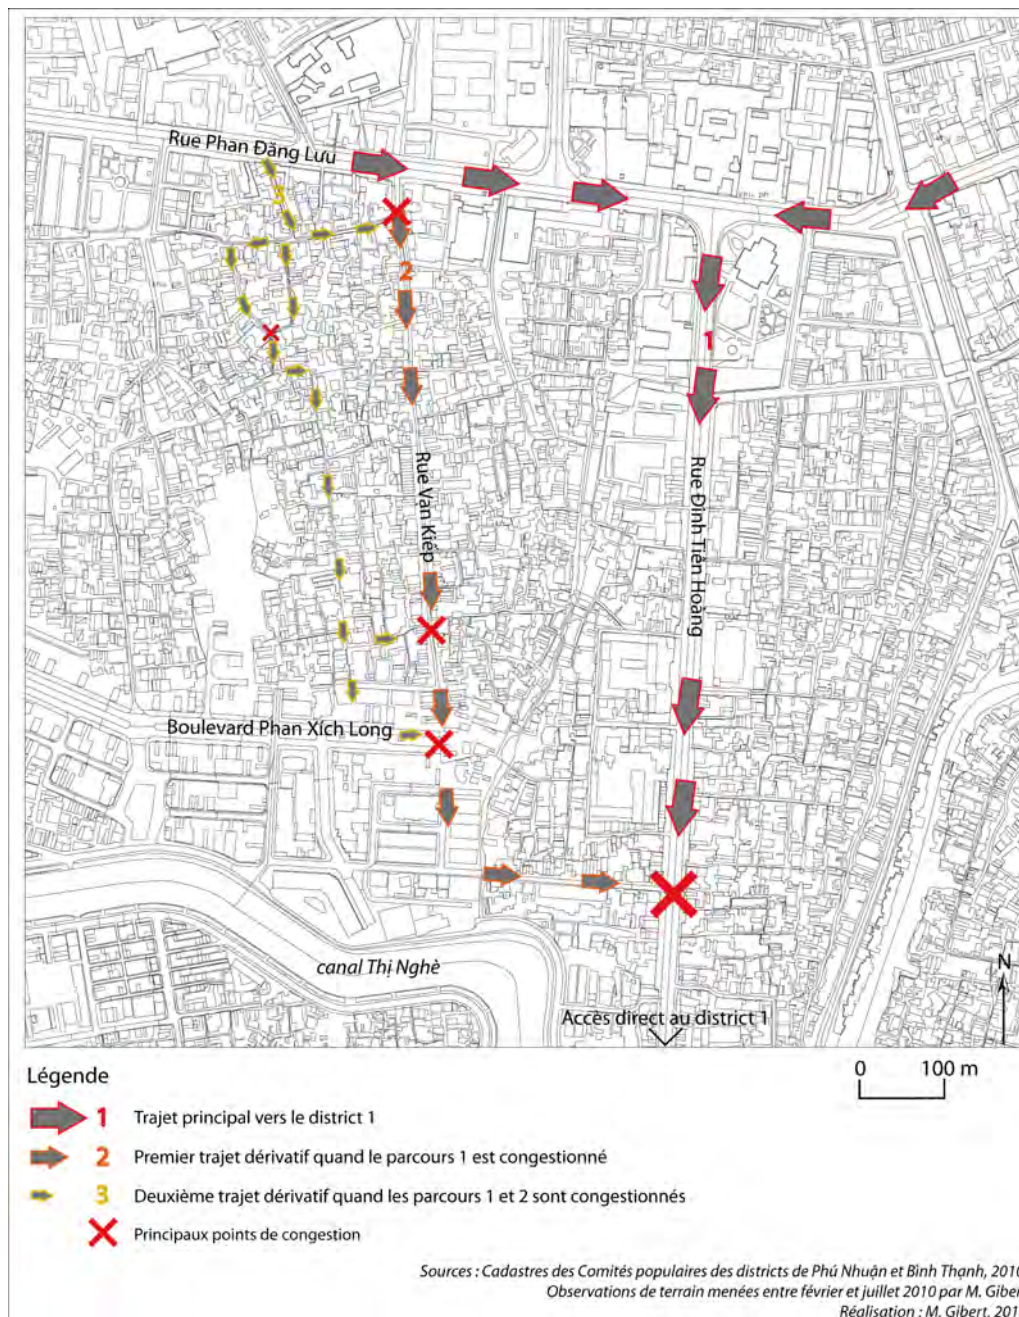 Rue Phan Đăng Lưu
3
2
1
Rue Vạn Kiếp
Rue Đinh Tiên Hoàng
Boulevard Phan Xích Long
canal Thị Nghè
N
Accès direct au district 1
0 100 m
Légende
1 Trajet principal vers le district 1
2 Premier trajet dérivatif quand le parcours 1 est congestionné
3 Deuxième trajet dérivatif quand les parcours 1 et 2 sont congestionnés
Principaux points de congestion
Sources : Cadastres des Comités populaires des districts de Phú Nhuận et Bình Thạnh, 2010
Observations de terrain menées entre février et juillet 2010 par M. Giber
Réalisation : M. Gibert, 201